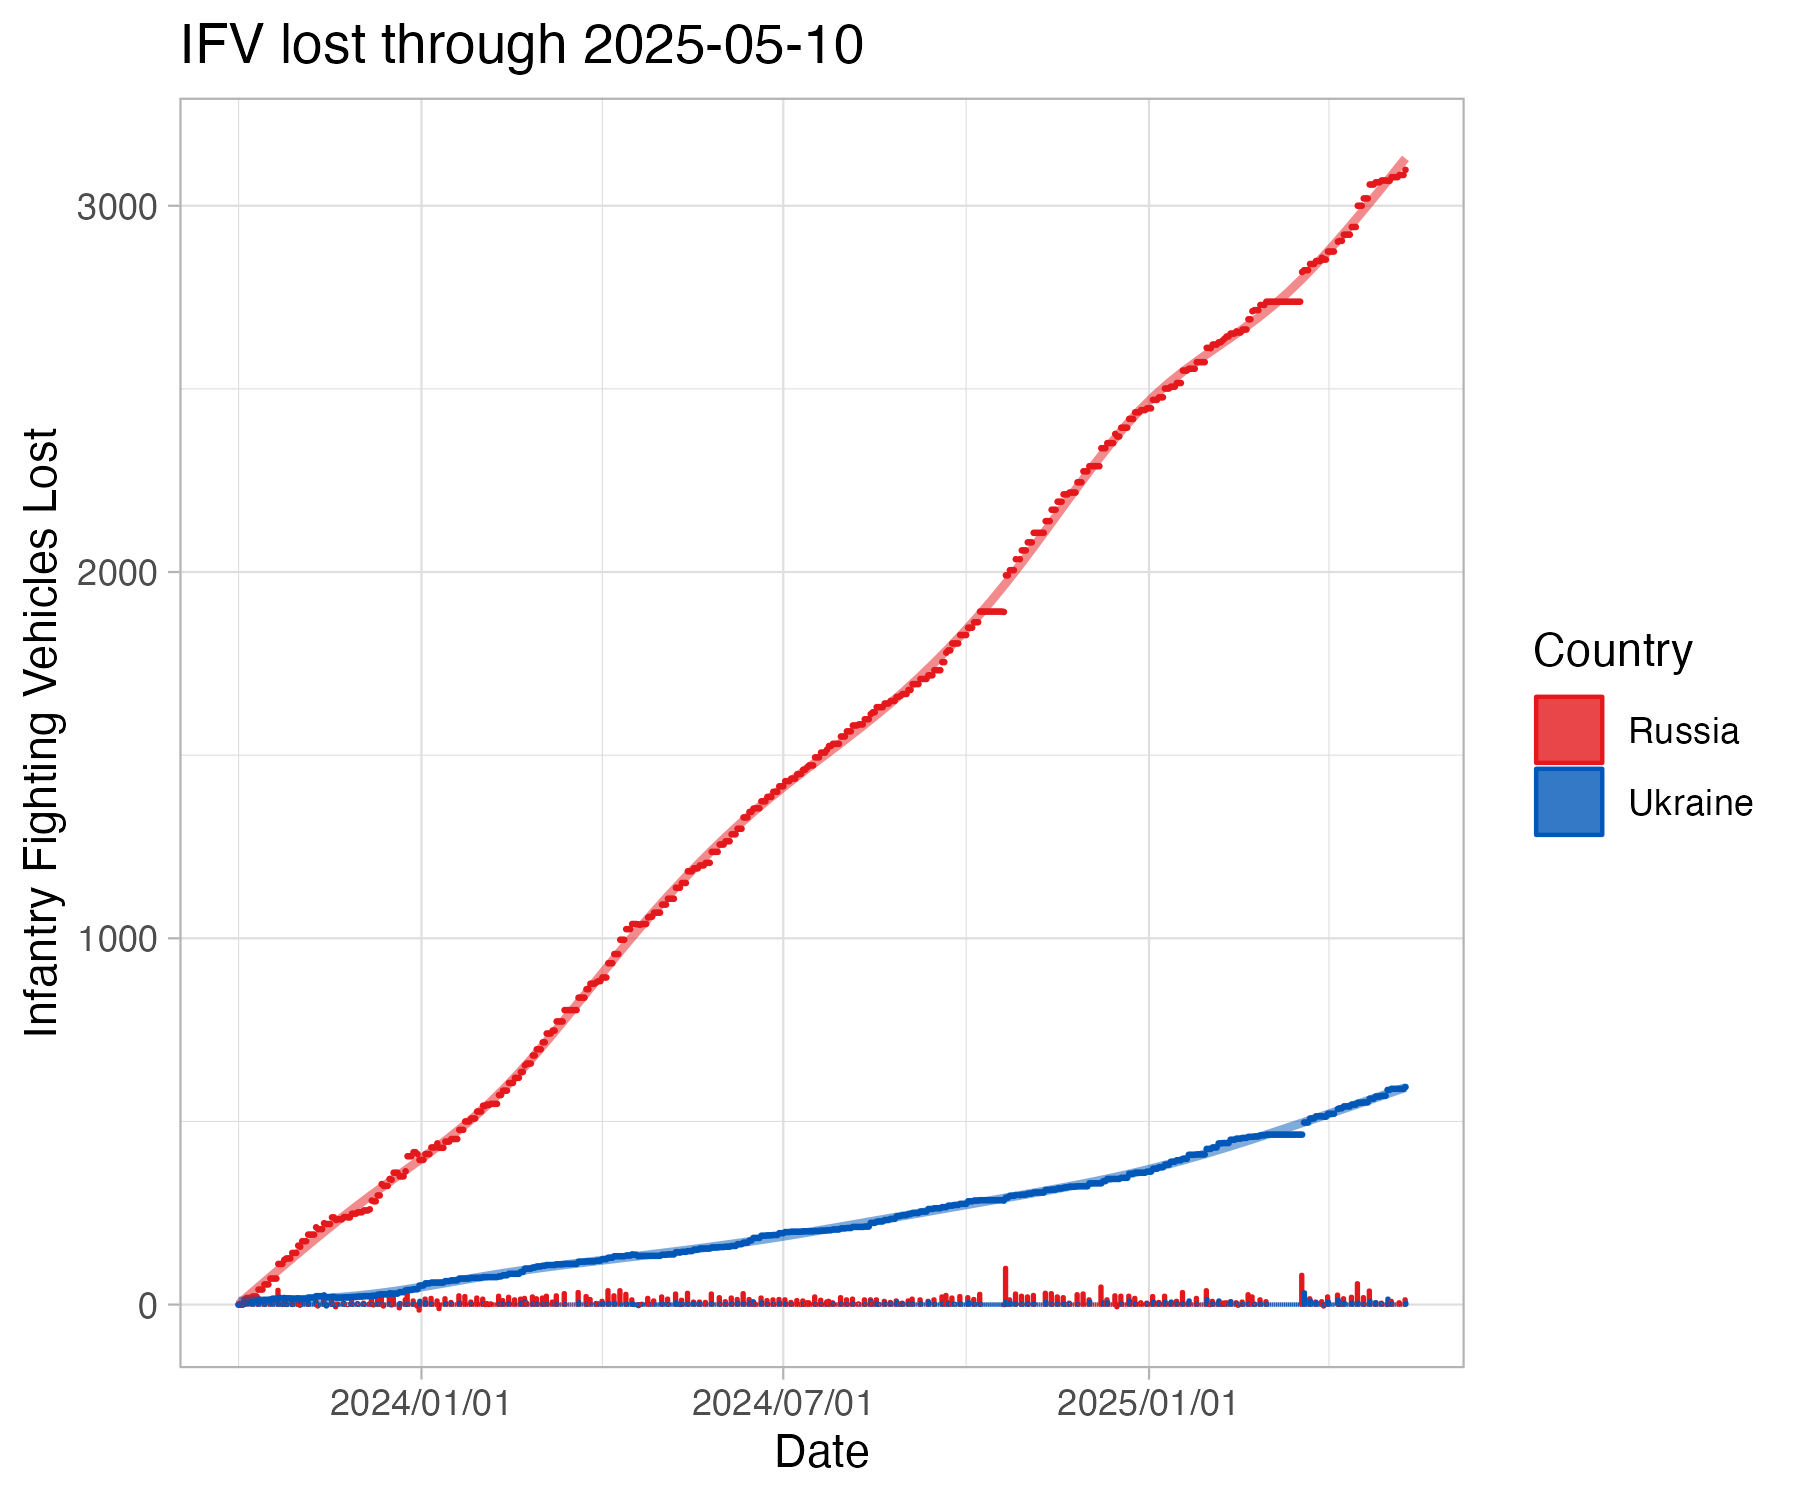 IFV lost through 2025-05-10
Infantry Fighting Vehicles Lost
3000
2000
1000
0
2024/01/01
2024/07/01
2025/01/01
Date
Country
Russia
Ukraine